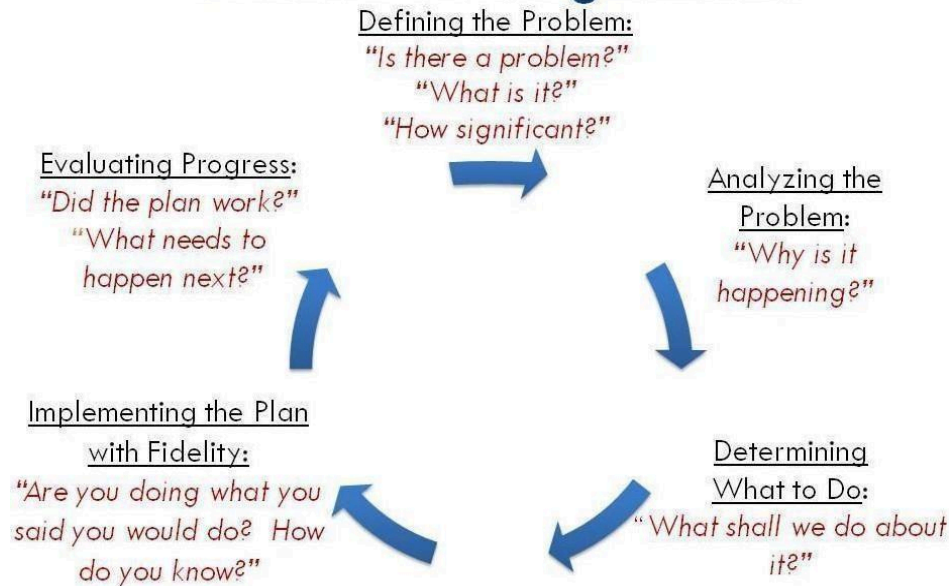 Defining the Problem:
"Is there a problem?"
"What is it?"
"How significant?"
Analyzing the
Problem:
"Why is it
happening?"
Determining
What to Do:
"What shall we do about
it?"
Implementing the Plan
with Fidelity:
"Are you doing what you
said you would do? How
do you know?"
Evaluating Progress:
"Did the plan work?"
"What needs to
happen next?"